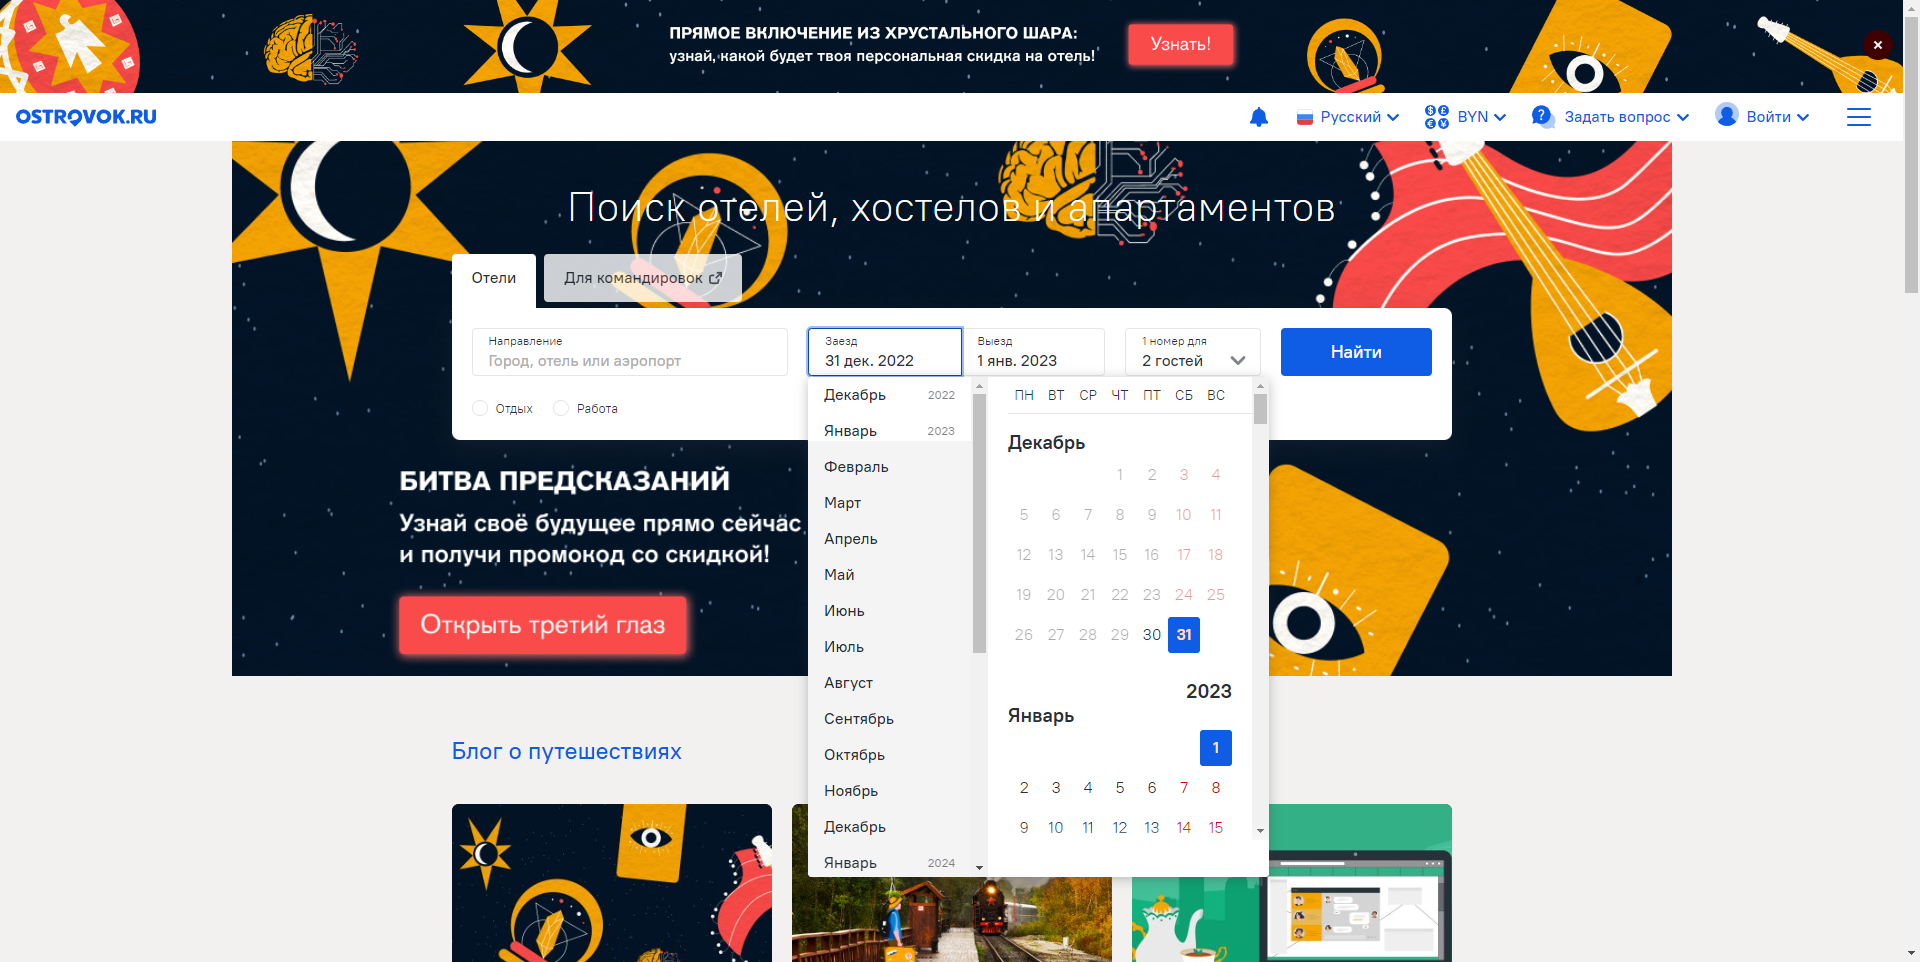 ПРЯМОЕ ВКЛЮЧЕНИЕ ИЗ ХРУСТАЛЬНОГО ШАРА:
узнай, какой будет твоя персональная скидка на отель!
Узнать!
OSTROVOK.RU
Русский
BYN
Задать вопрос
Войти
Поиск отелей, хостелов и апартаментов
Отели
Для командировок
Направление
Город, отель или аэропорт
Заезд
31 дек. 2022
Выезд
1 янв. 2023
1 номер для
2 гостей
Найти
Отдых
Работа
Декабрь 2022
Январь 2023
Февраль
Март
Апрель
Май
Июнь
Июль
Август
Сентябрь
Октябрь
Ноябрь
Декабрь
Январь 2024
ПН ВТ СР ЧТ ПТ СБ ВС
Декабрь
1 2 3 4
5 6 7 8 9 10 11
12 13 14 15 16 17 18
19 20 21 22 23 24 25
26 27 28 29 30 31
2023
Январь
1
2 3 4 5 6 7 8
9 10 11 12 13 14 15
БИТВА ПРЕДСКАЗАНИЙ
Узнай своё будущее прямо сейчас
и получи промокод со скидкой!
Открыть третий глаз
Блог о путешествиях